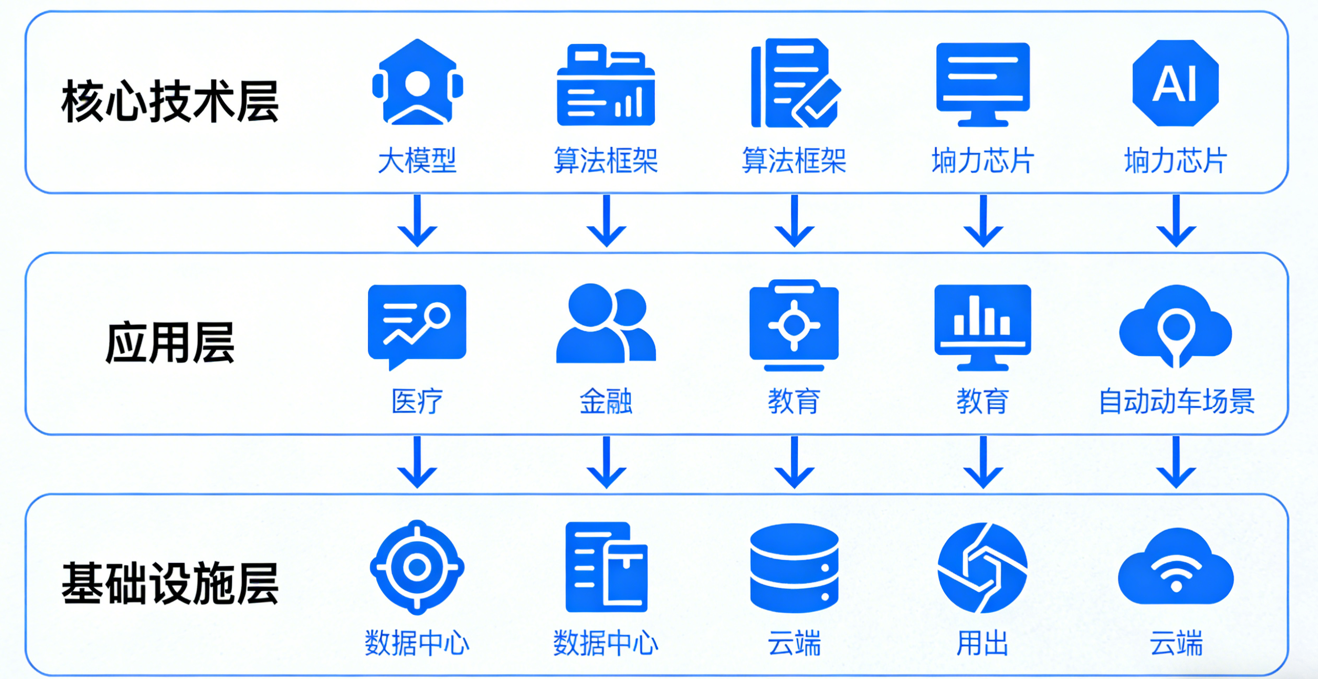 核心技术层
大模型
算法框架
算法框架
垧力芯片
垧力芯片
AI
应用层
医疗
金融
教育
教育
自动动车场景
基础设施层
数据中心
数据中心
云端
用出
云端